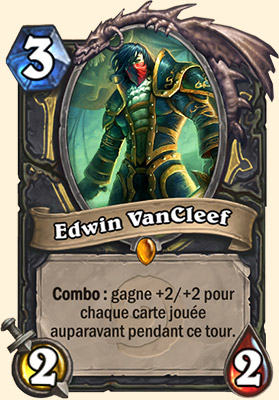 3
Edwin VanCleef
Combo : gagne +2/+2 pour
chaque carte jouée
auparavant pendant ce tour.
2 2